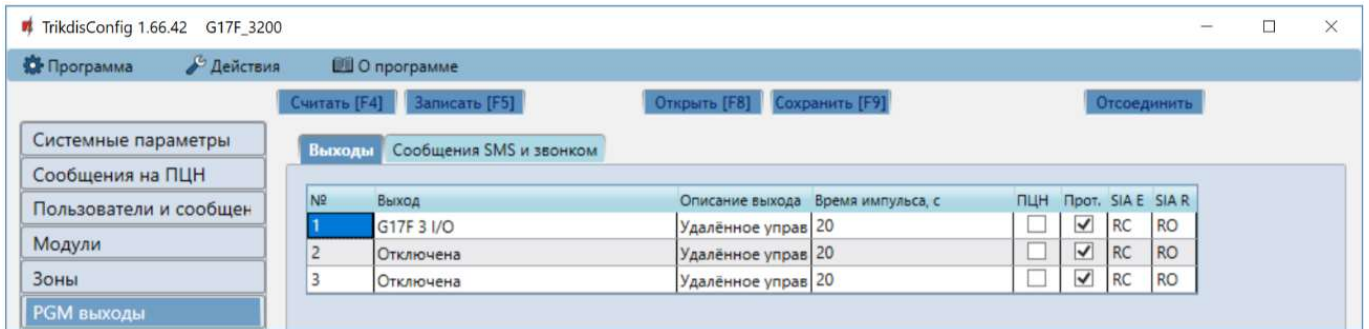 TrikdisConfig 1.66.42 G17F_3200
Программа Действия О программе
Считать [F4] Записать [F5] Открыть [F8] Сохранить [F9] Отсоединить
Системные параметры
Сообщения на ПЦН
Пользователи и сообщен
Модули
Зоны
PGM выходы
Выходы Сообщения SMS и звонком
№ Выход Описание выхода Время импульса, с ПЦН Прот. SIA E SIA R
1 G17F 3 I/O Удалённое управ 20 RC RO
2 Отключена Удалённое управ 20 RC RO
3 Отключена Удалённое управ 20 RC RO